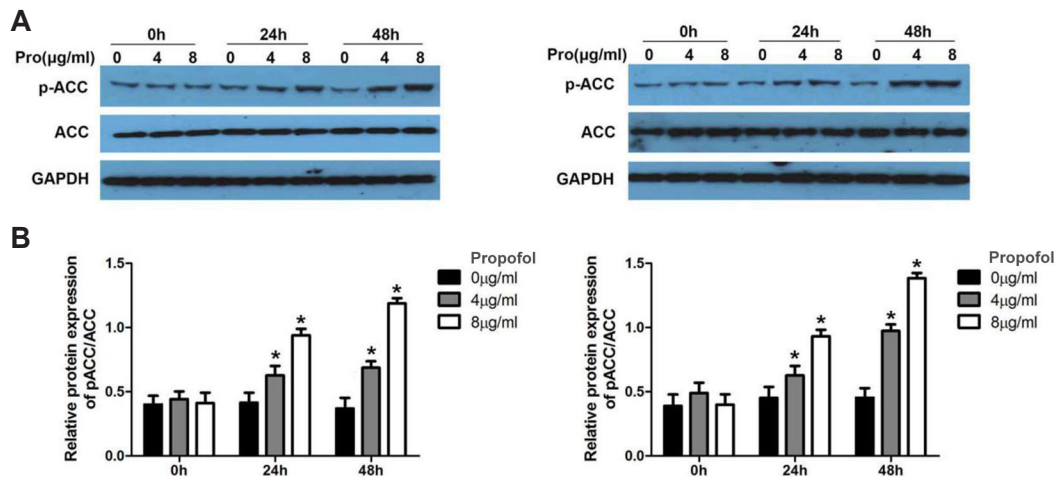 A
0h 24h 48h
Pro(μg/ml) 0 4 8 0 4 8 0 4 8
p-ACC
ACC
GAPDH
0h 24h 48h
Pro(μg/ml) 0 4 8 0 4 8 0 4 8
p-ACC
ACC
GAPDH
B
Relative protein expression
of pACC/ACC
1.5
1.0
0.5
0.0
* * * *
0h 24h 48h
Propofol
0μg/ml
4μg/ml
8μg/ml
Relative protein expression
of pACC/ACC
1.5
1.0
0.5
0.0
* * * *
0h 24h 48h
Propofol
0μg/ml
4μg/ml
8μg/ml